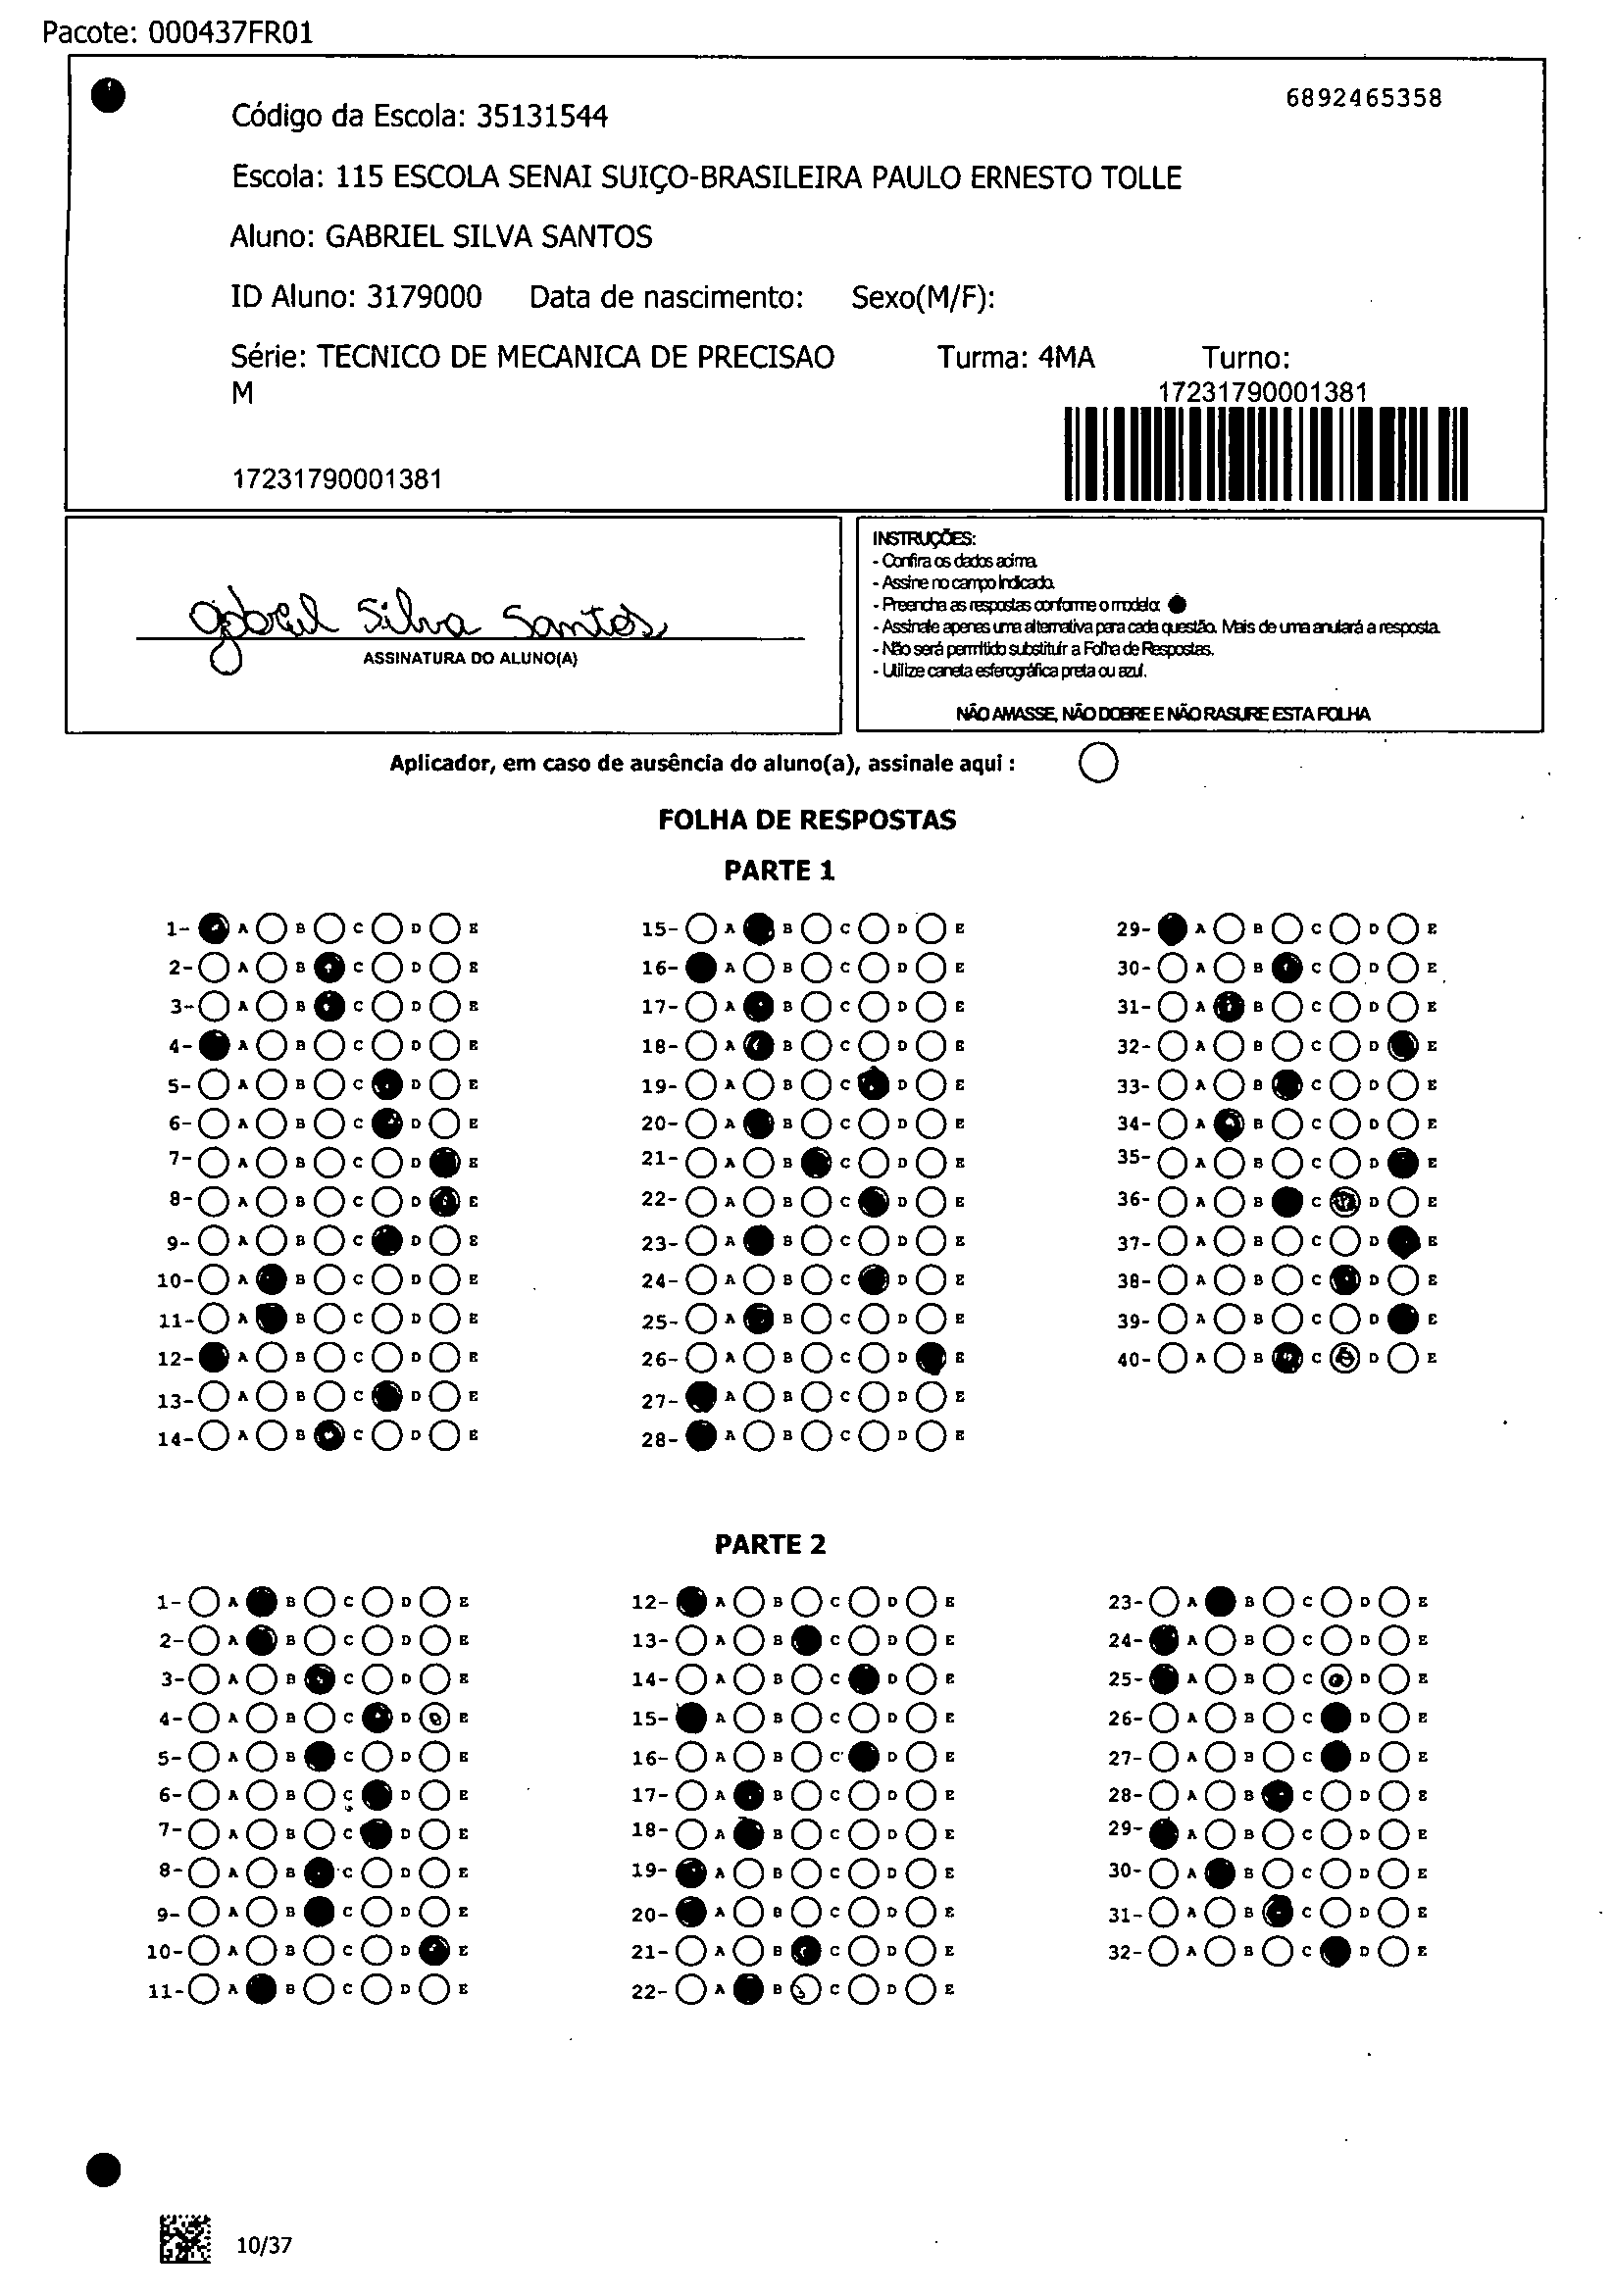 Pacote: 000437FR01
6892465358
Código da Escola: 35131544
Escola: 115 ESCOLA SENAI SUIÇO-BRASILEIRA PAULO ERNESTO TOLLE
Aluno: GABRIEL SILVA SANTOS
ID Aluno: 3179000 Data de nascimento: Sexo(M/F):
Série: TECNICO DE MECANICA DE PRECISAO Turma: 4MA Turno:
M
17231790001381
17231790001381
Gabriel Silva Santos
ASSINATURA DO ALUNO(A)
INSTRUÇÕES:
- Confira os dados acima.
- Assine no campo indicado.
- Preencha as respostas conforme o modelo:
- Assinale apenas uma alternativa para cada questão. Mais de uma anulará a resposta.
- Não será permitido substituir a Folha de Respostas.
- Utilize caneta esferográfica preta ou azul.
NÃO AMASSE, NÃO DOBRE E NÃO RASURE ESTA FOLHA
Aplicador, em caso de ausência do aluno(a), assinale aqui :
FOLHA DE RESPOSTAS
PARTE 1
1- A B C D E 15- A B C D E 29- A B C D E
2- A B C D E 16- A B C D E 30- A B C D E
3- A B C D E 17- A B C D E 31- A B C D E
4- A B C D E 18- A B C D E 32- A B C D E
5- A B C D E 19- A B C D E 33- A B C D E
6- A B C D E 20- A B C D E 34- A B C D E
7- A B C D E 21- A B C D E 35- A B C D E
8- A B C D E 22- A B C D E 36- A B C D E
9- A B C D E 23- A B C D E 37- A B C D E
10- A B C D E 24- A B C D E 38- A B C D E
11- A B C D E 25- A B C D E 39- A B C D E
12- A B C D E 26- A B C D E 40- A B C D E
13- A B C D E 27- A B C D E
14- A B C D E 28- A B C D E
PARTE 2
1- A B C D E 12- A B C D E 23- A B C D E
2- A B C D E 13- A B C D E 24- A B C D E
3- A B C D E 14- A B C D E 25- A B C D E
4- A B C D E 15- A B C D E 26- A B C D E
5- A B C D E 16- A B C D E 27- A B C D E
6- A B C D E 17- A B C D E 28- A B C D E
7- A B C D E 18- A B C D E 29- A B C D E
8- A B C D E 19- A B C D E 30- A B C D E
9- A B C D E 20- A B C D E 31- A B C D E
10- A B C D E 21- A B C D E 32- A B C D E
11- A B C D E 22- A B C D E
10/37